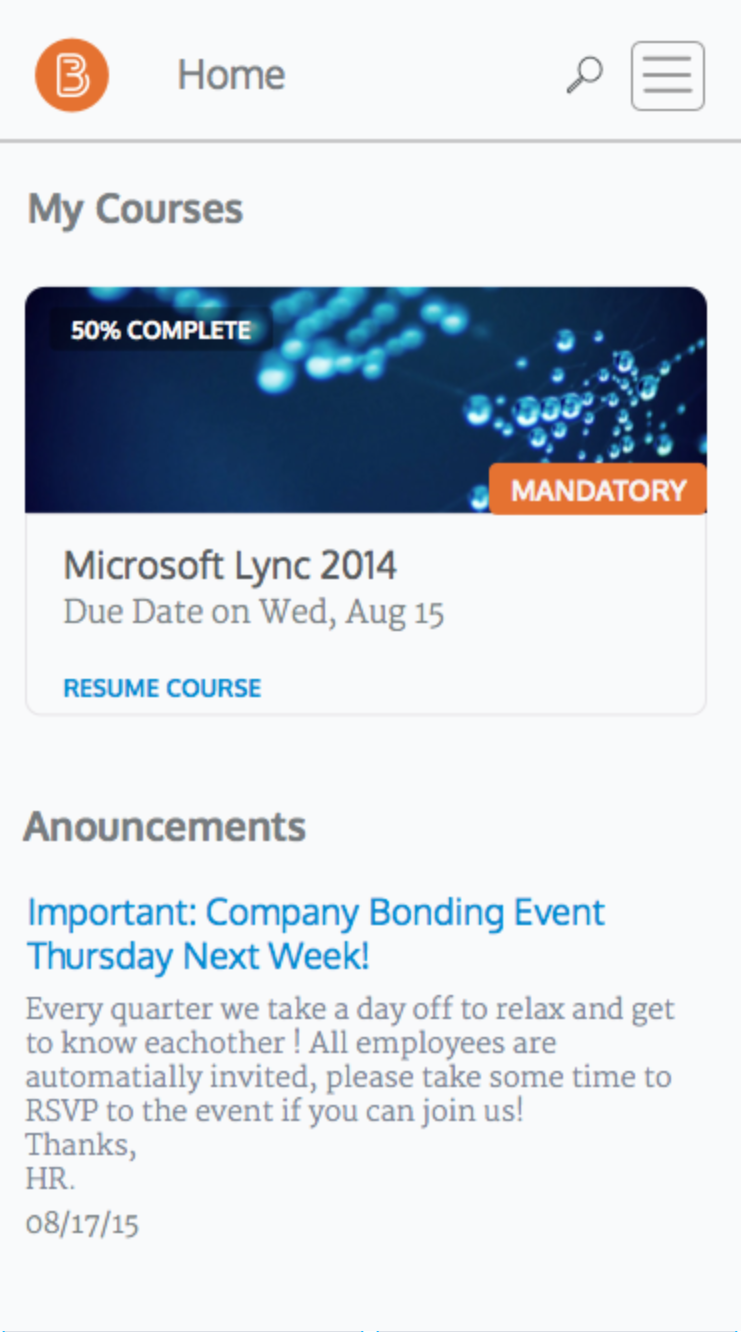 B Home
My Courses
50% COMPLETE
MANDATORY
Microsoft Lync 2014
Due Date on Wed, Aug 15
RESUME COURSE
Anouncements
Important: Company Bonding Event
Thursday Next Week!
Every quarter we take a day off to relax and get
to know eachother ! All employees are
automatially invited, please take some time to
RSVP to the event if you can join us!
Thanks,
HR.
08/17/15